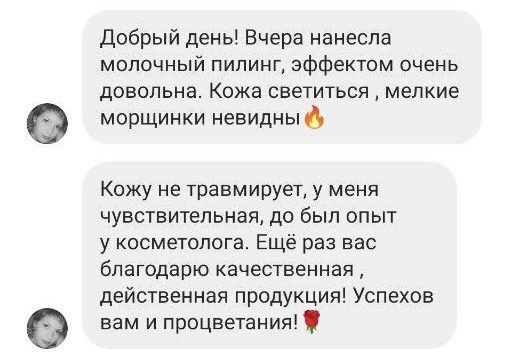 Добрый день! Вчера нанесла
молочный пилинг, эффектом очень
довольна. Кожа светиться , мелкие
морщинки невидны🔥
Кожу не травмирует, у меня
чувствительная, до был опыт
у косметолога. Ещё раз вас
благодарю качественная ,
действенная продукция! Успехов
вам и процветания!🌹